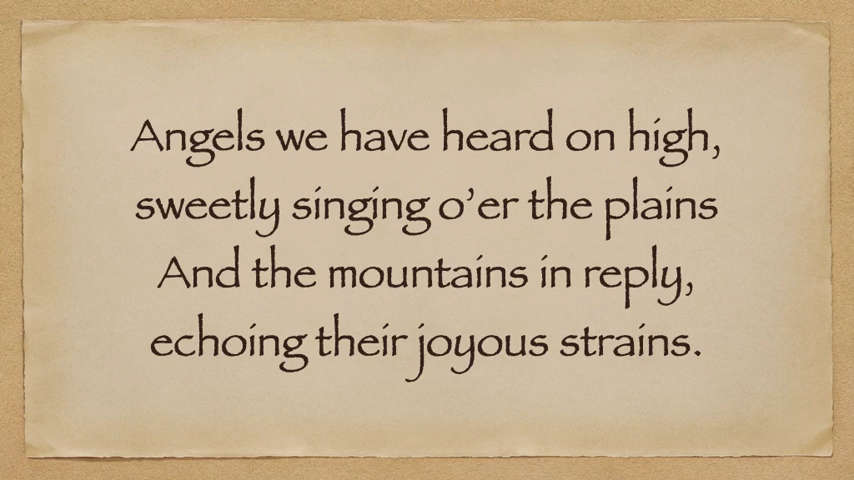 Angels we have heard on high,
sweetly singing o’er the plains
And the mountains in reply,
echoing their joyous strains.